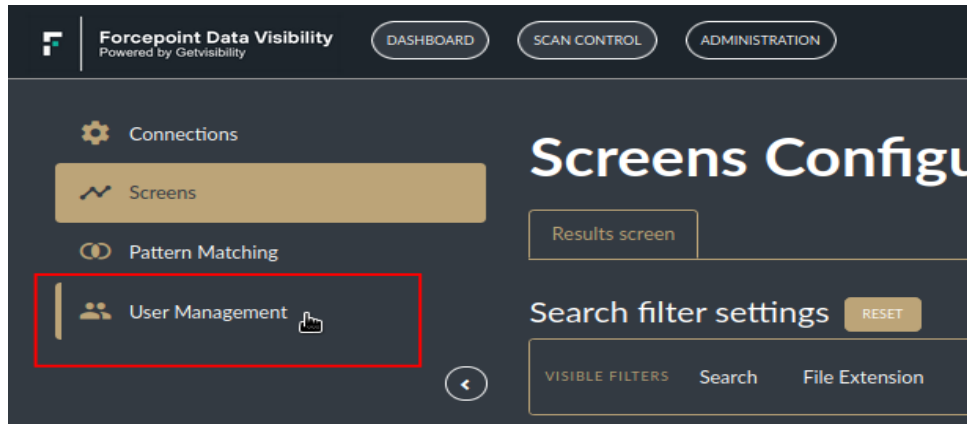 Forcepoint Data Visibility
Powered by Getvisibility
DASHBOARD
SCAN CONTROL
ADMINISTRATION
Connections
Screens
Pattern Matching
User Management
Screens Configu
Results screen
Search filter settings RESET
VISIBLE FILTERS Search File Extension